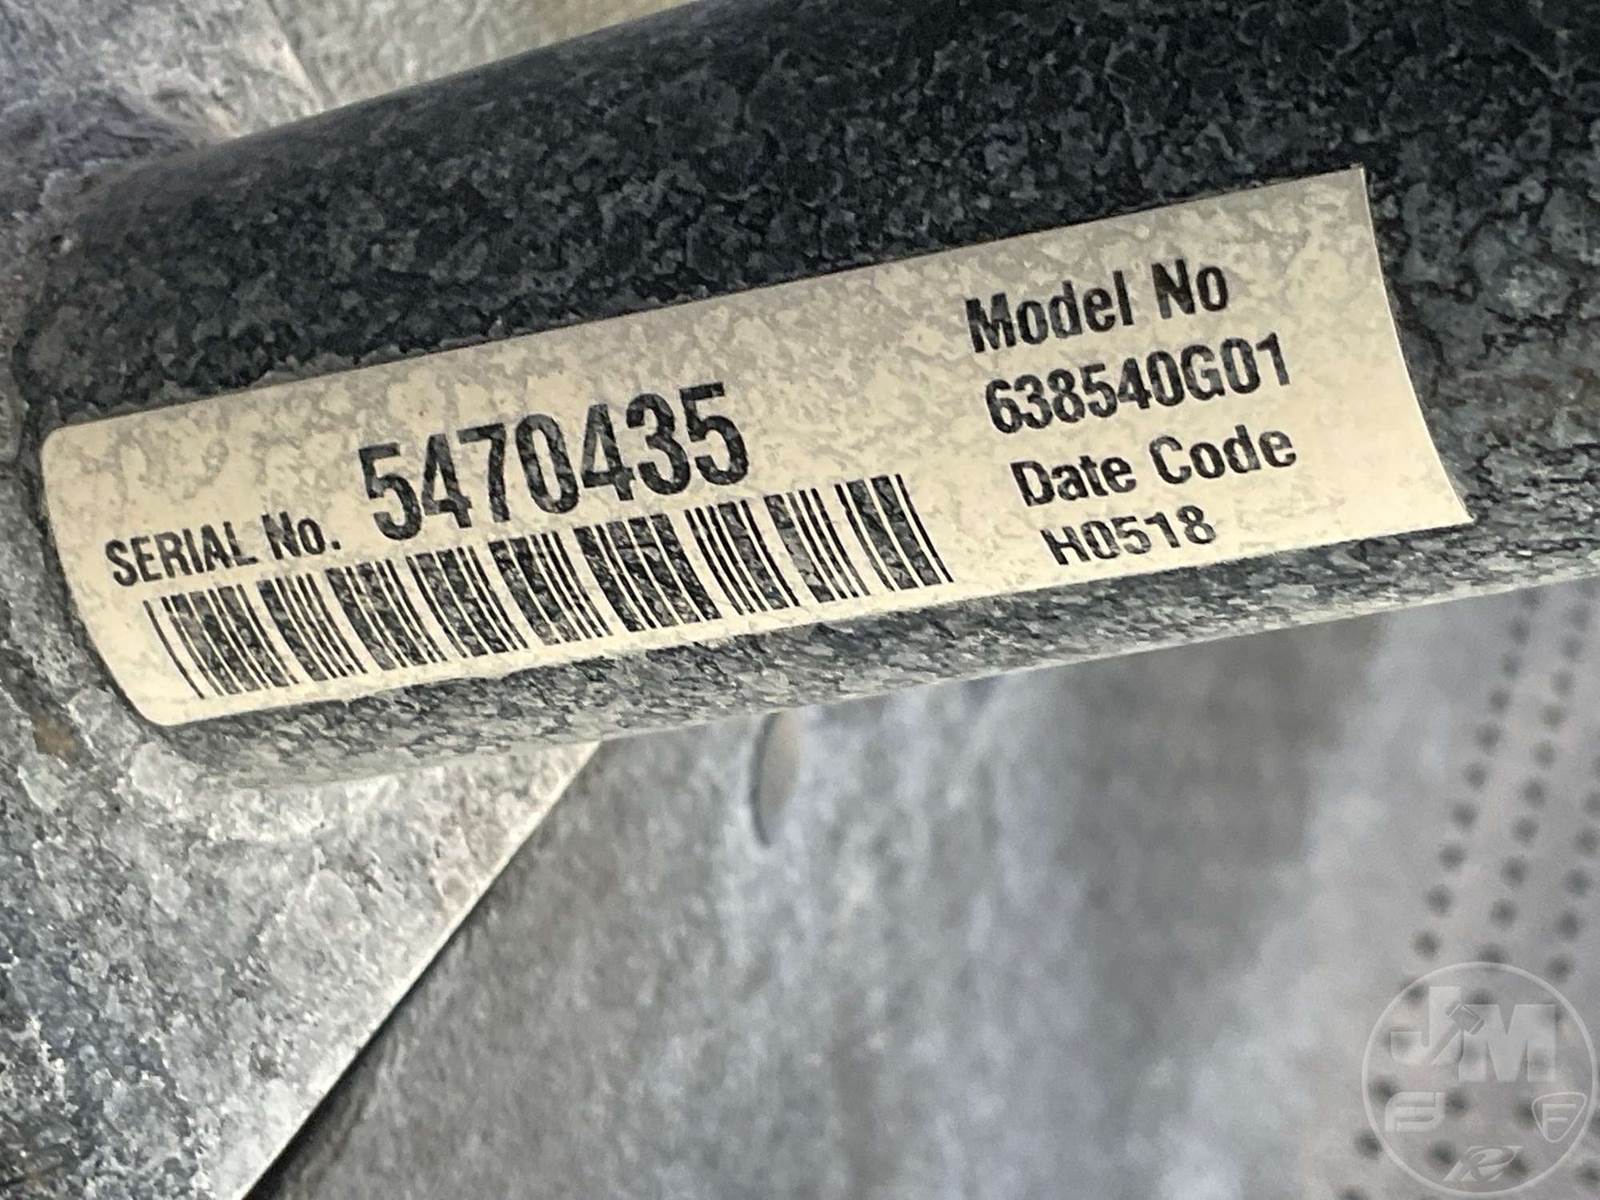 SERIAL No. 5470435
Model No
638540G01
Date Code
H0518
JM